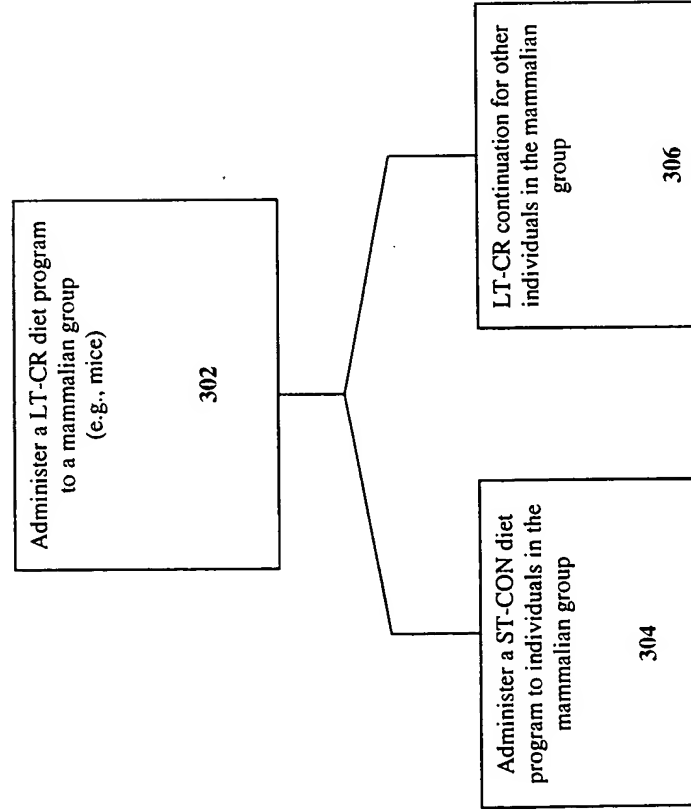 Administer a LT-CR diet program
to a mammalian group
(e.g., mice)
302
Administer a ST-CON diet
program to individuals in the
mammalian group
304
LT-CR continuation for other
individuals in the mammalian
group
306